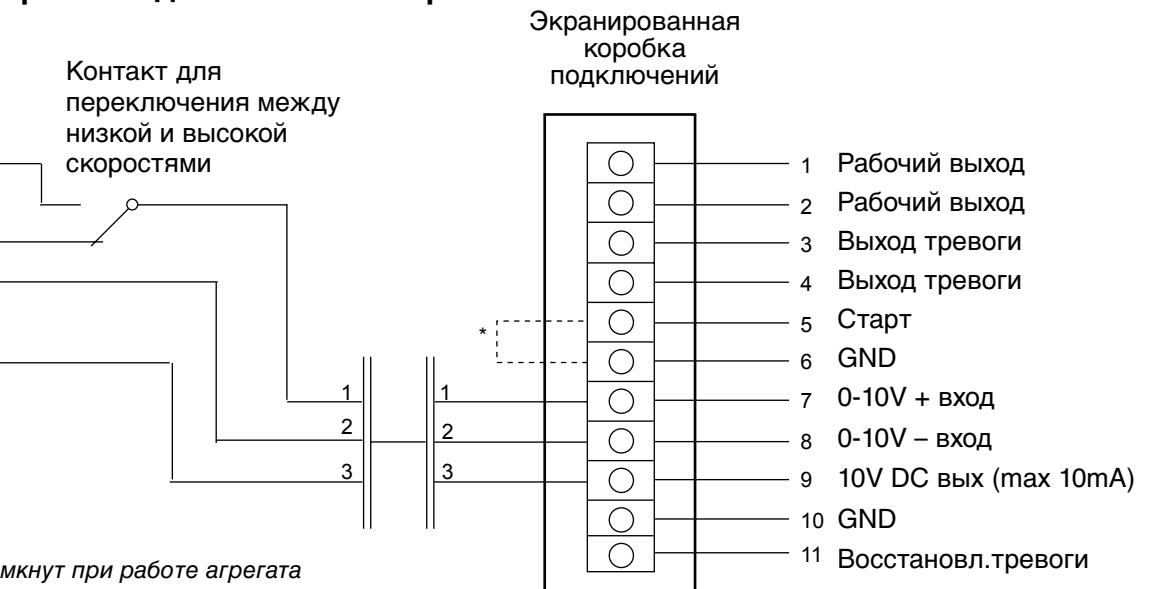 Экранированная
коробка
подключений
Контакт для
переключения между
низкой и высокой
скоростями
1 Рабочий выход
2 Рабочий выход
3 Выход тревоги
4 Выход тревоги
* 5 Старт
6 GND
1 1 7 0-10V + вход
2 2 8 0-10V – вход
3 3 9 10V DC вых (max 10mA)
10 GND
11 Восстановл.тревоги
мкнут при работе агрегата